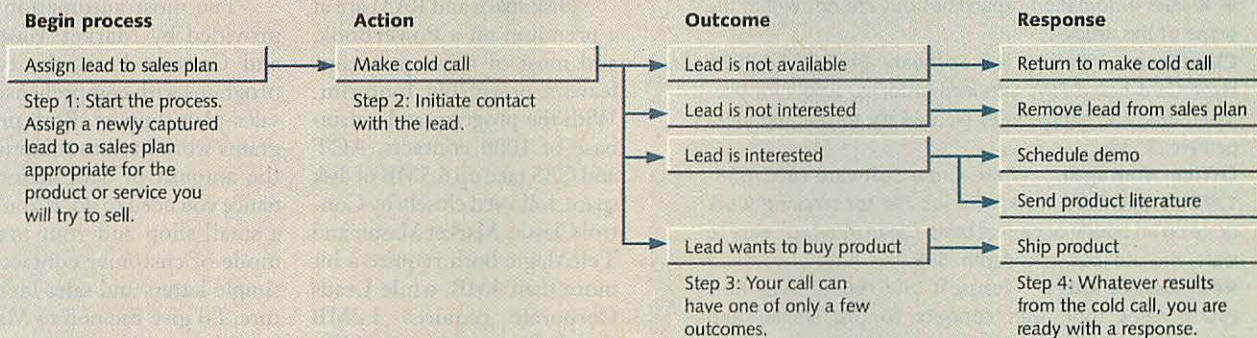 Begin process
Action
Outcome
Response
Assign lead to sales plan
Make cold call
Lead is not available
Return to make cold call
Step 1: Start the process.
Assign a newly captured
lead to a sales plan
appropriate for the
product or service you
will try to sell.
Step 2: Initiate contact
with the lead.
Lead is not interested
Remove lead from sales plan
Lead is interested
Schedule demo
Send product literature
Lead wants to buy product
Ship product
Step 3: Your call can
have one of only a few
outcomes.
Step 4: Whatever results
from the cold call, you are
ready with a response.